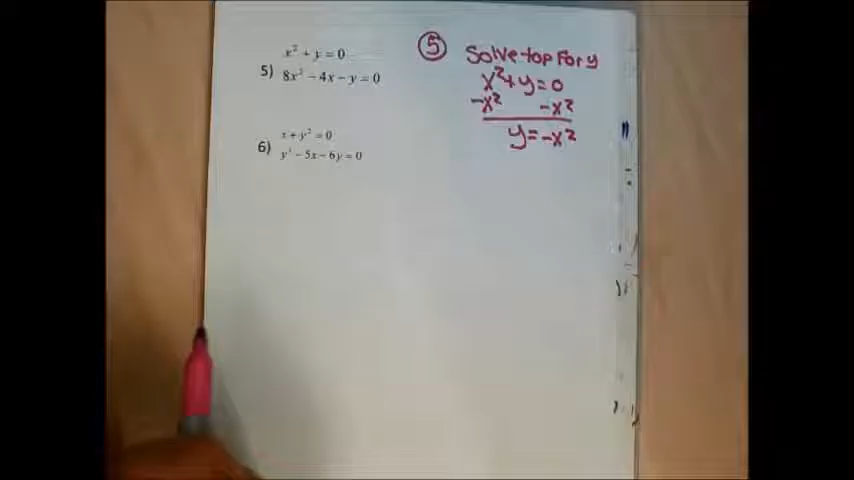 x² + y = 0
5) 8x² − 4x − y = 0
x + y² = 0
6) y² − 5x − 6y = 0
⑤ Solve top for y
x² + y = 0
-x² -x²
y = -x²